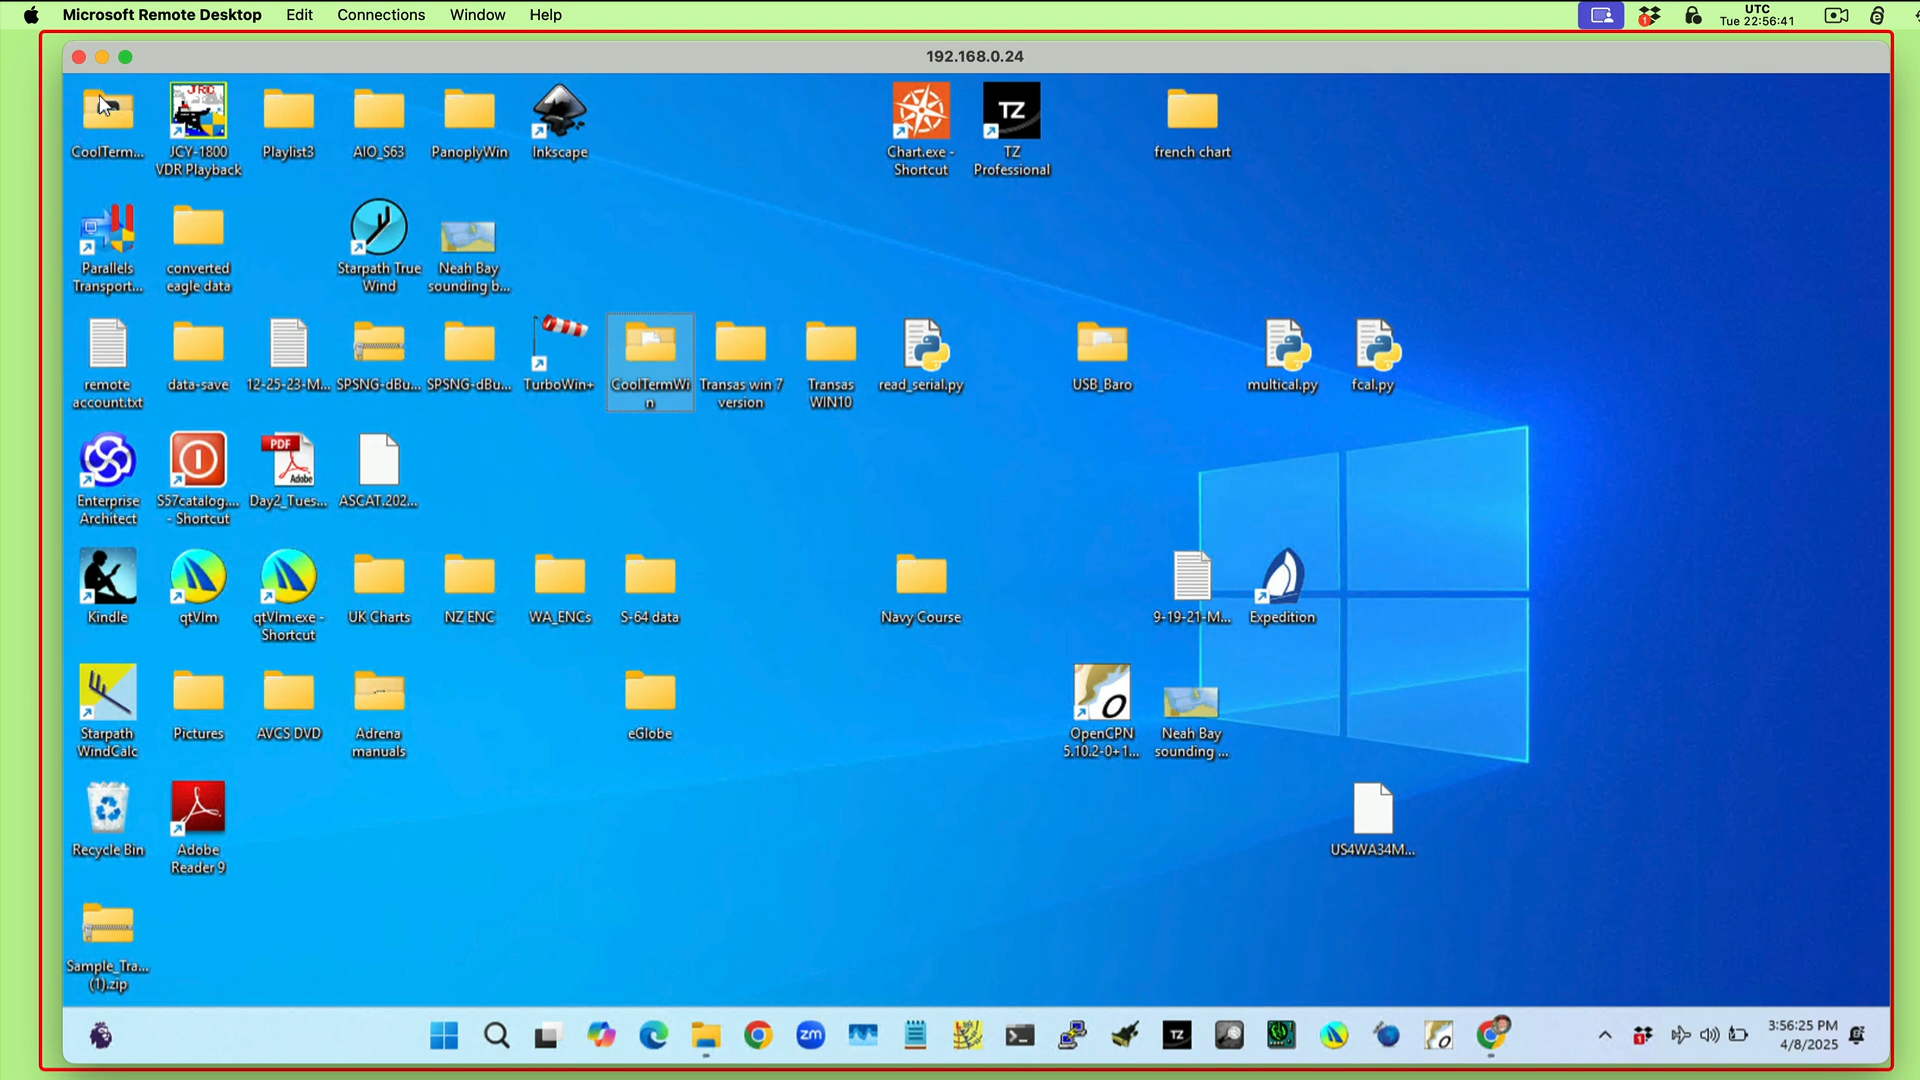 Microsoft Remote Desktop Edit Connections Window Help
UTC
Tue 22:56:41
192.168.0.24
CoolTerm...
JCY-1800
VDR Playback
Playlist3
AIO_S63
PanoplyWin
Inkscape
Chart.exe -
Shortcut
TZ
TZ
Professional
french chart
Parallels
Transport...
converted
eagle data
Starpath True
Wind
Neah Bay
sounding b...
remote
account.txt
data-save
12-25-23-M...
SPSNG-dBu...
SPSNG-dBu...
TurboWin+
CoolTermWi
n
Transas win 7
version
Transas
WIN10
read_serial.py
USB_Baro
multical.py
fcal.py
Enterprise
Architect
S57catalog....
- Shortcut
PDF
Adobe
Day2_Tues...
ASCAT.202...
Kindle
qtVlm
qtVlm.exe -
Shortcut
UK Charts
NZ ENC
WA_ENCs
S-64 data
Navy Course
9-19-21-M...
Expedition
Starpath
WindCalc
Pictures
AVCS DVD
Adrena
manuals
eGlobe
O
OpenCPN
5.10.2-0+1...
Neah Bay
sounding ...
Recycle Bin
Adobe
Reader 9
US4WA34M...
Sample_Tra...
(1).zip
zm
TZ
3:56:25 PM
4/8/2025